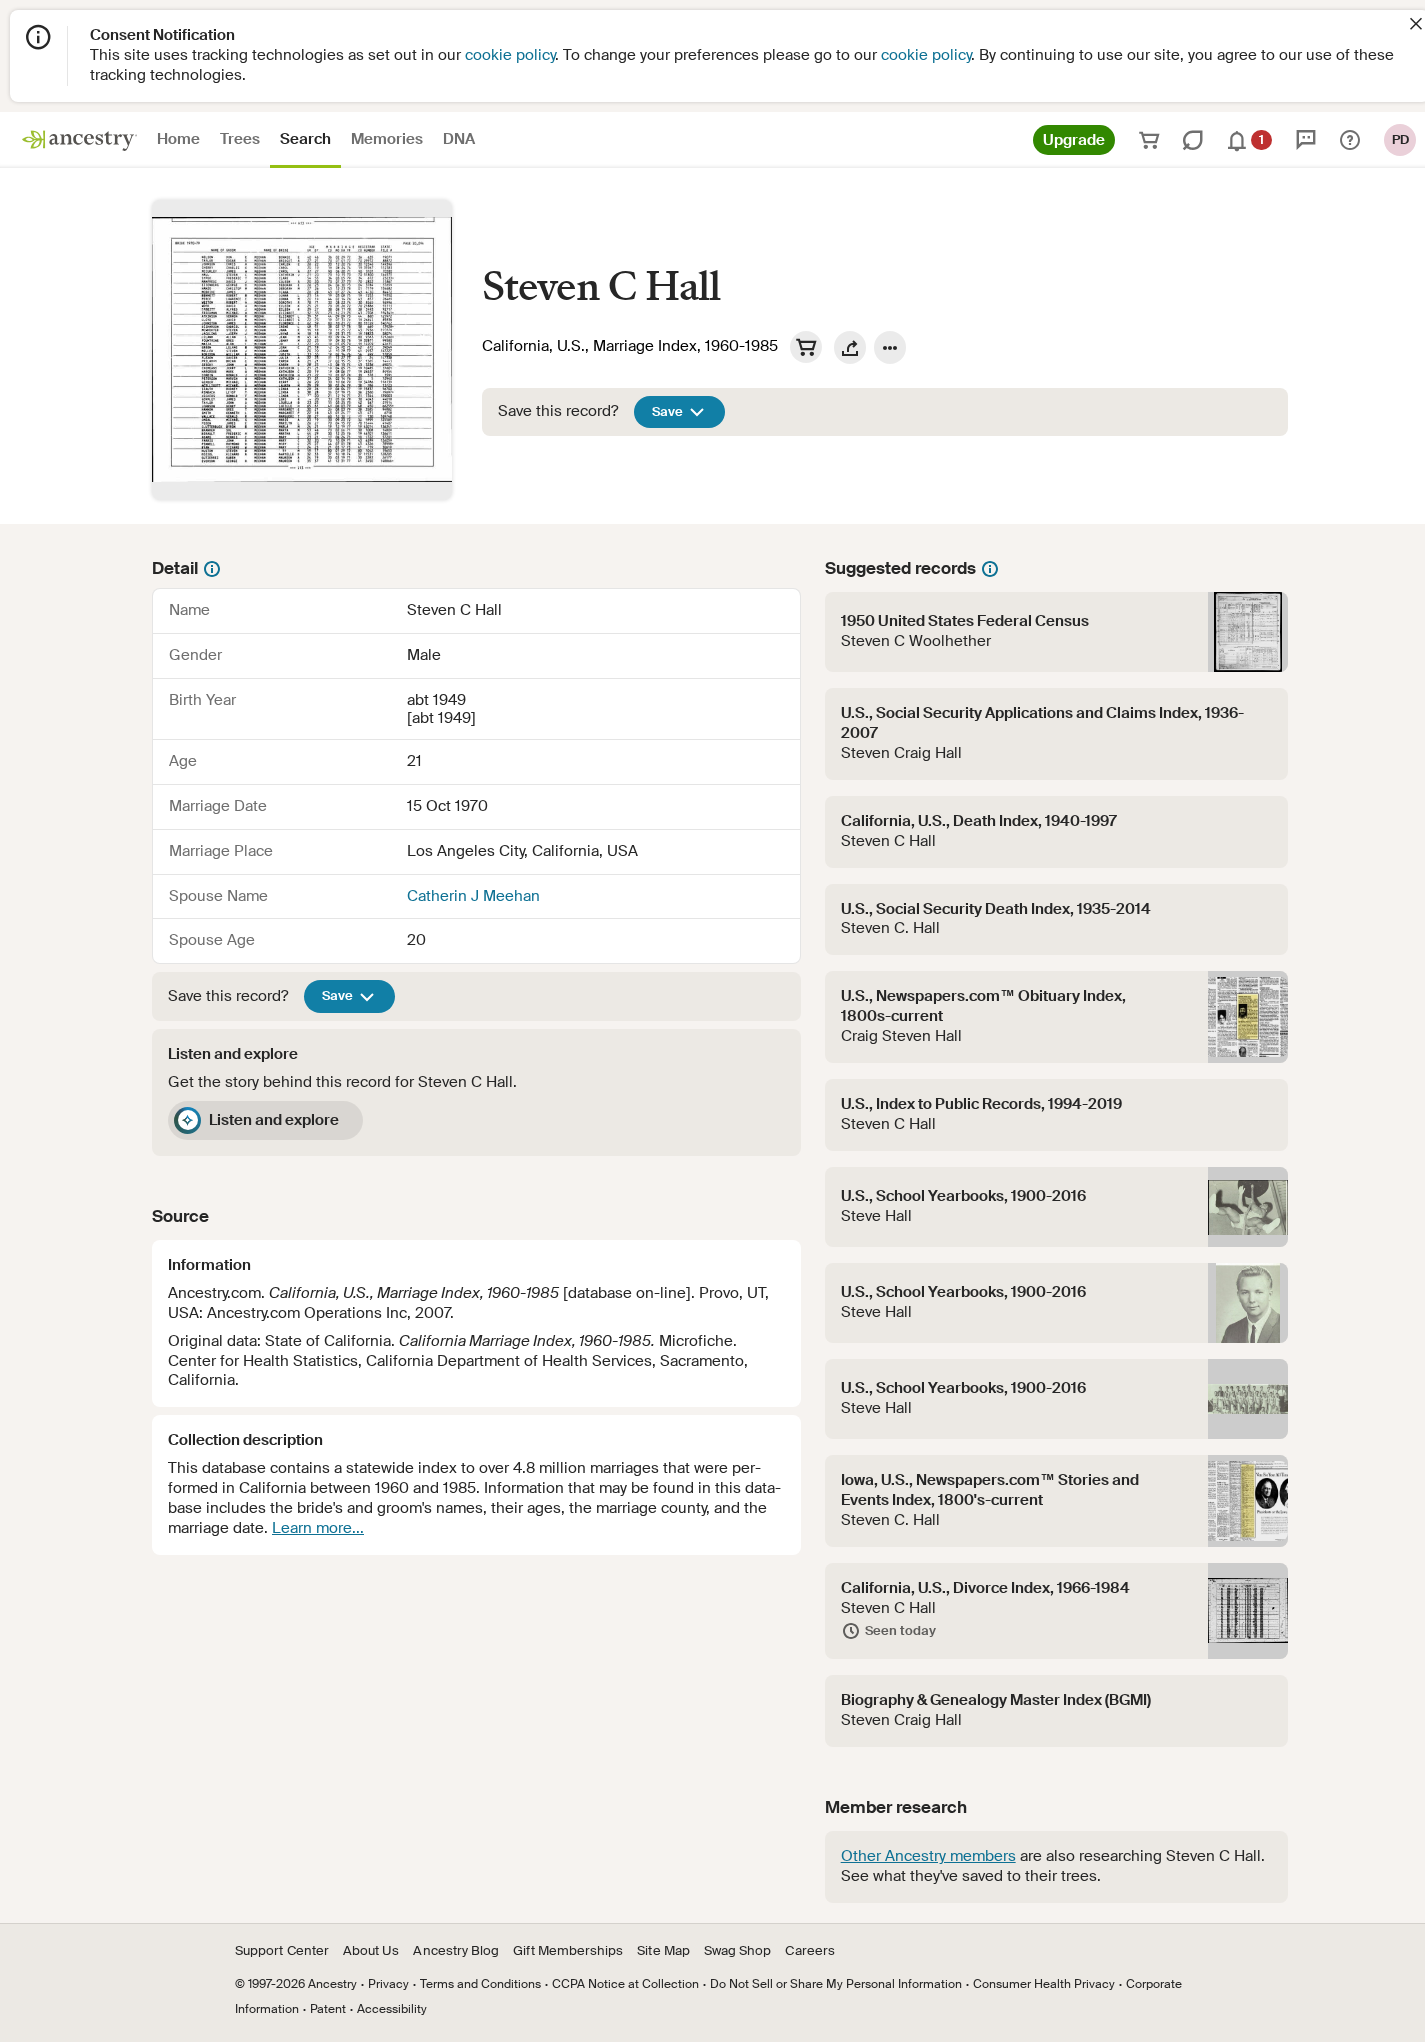 Consent Notification
This site uses tracking technologies as set out in our cookie policy. To change your preferences please go to our cookie policy. By continuing to use our site, you agree to our use of these
tracking technologies.
ancestry
Home
Trees
Search
Memories
DNA
Upgrade
1
PD
Steven C Hall
California, U.S., Marriage Index, 1960-1985
Save this record?
Save
Detail
Name
Steven C Hall
Gender
Male
Birth Year
abt 1949
[abt 1949]
Age
21
Marriage Date
15 Oct 1970
Marriage Place
Los Angeles City, California, USA
Spouse Name
Catherin J Meehan
Spouse Age
20
Save this record?
Save
Listen and explore
Get the story behind this record for Steven C Hall.
Listen and explore
Source
Information
Ancestry.com. California, U.S., Marriage Index, 1960-1985 [database on-line]. Provo, UT,
USA: Ancestry.com Operations Inc, 2007.
Original data: State of California. California Marriage Index, 1960-1985. Microfiche.
Center for Health Statistics, California Department of Health Services, Sacramento,
California.
Collection description
This database contains a statewide index to over 4.8 million marriages that were per-
formed in California between 1960 and 1985. Information that may be found in this data-
base includes the bride's and groom's names, their ages, the marriage county, and the
marriage date. Learn more...
Suggested records
1950 United States Federal Census
Steven C Woolhether
U.S., Social Security Applications and Claims Index, 1936-
2007
Steven Craig Hall
California, U.S., Death Index, 1940-1997
Steven C Hall
U.S., Social Security Death Index, 1935-2014
Steven C. Hall
U.S., Newspapers.com™ Obituary Index,
1800s-current
Craig Steven Hall
U.S., Index to Public Records, 1994-2019
Steven C Hall
U.S., School Yearbooks, 1900-2016
Steve Hall
U.S., School Yearbooks, 1900-2016
Steve Hall
U.S., School Yearbooks, 1900-2016
Steve Hall
Iowa, U.S., Newspapers.com™ Stories and
Events Index, 1800's-current
Steven C. Hall
California, U.S., Divorce Index, 1966-1984
Steven C Hall
Seen today
Biography & Genealogy Master Index (BGMI)
Steven Craig Hall
Member research
Other Ancestry members are also researching Steven C Hall.
See what they've saved to their trees.
Support Center
About Us
Ancestry Blog
Gift Memberships
Site Map
Swag Shop
Careers
© 1997-2026 Ancestry • Privacy • Terms and Conditions • CCPA Notice at Collection • Do Not Sell or Share My Personal Information • Consumer Health Privacy • Corporate
Information • Patent • Accessibility